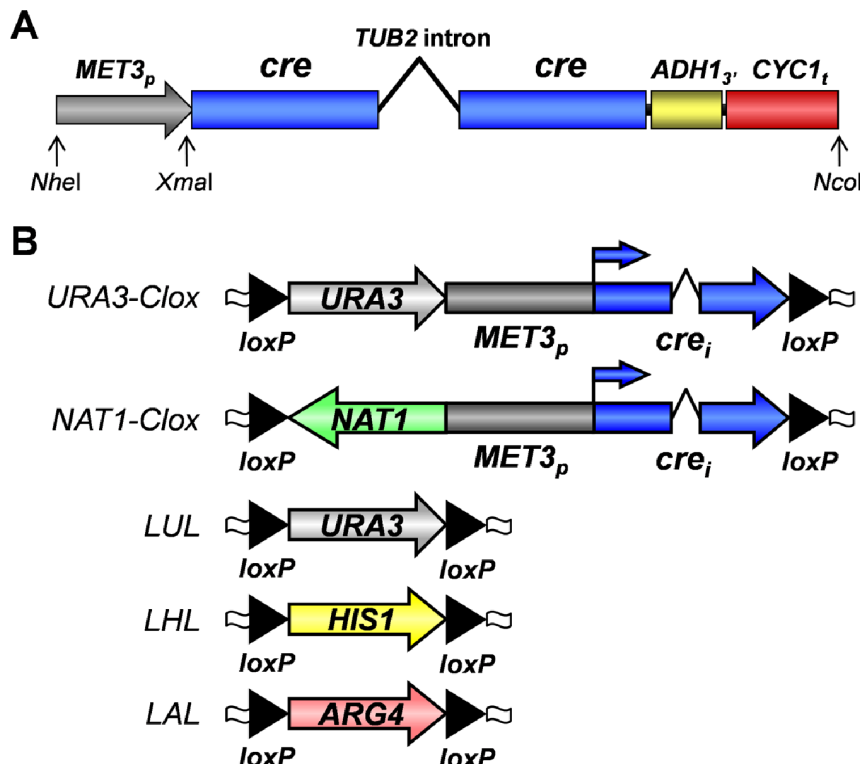 A
TUB2 intron
MET3p cre cre ADH13' CYC1t
NheI XmaI NcoI
B
URA3-Clox URA3
loxP MET3p crei loxP
NAT1-Clox NAT1
loxP MET3p crei loxP
LUL URA3
loxP loxP
LHL HIS1
loxP loxP
LAL ARG4
loxP loxP